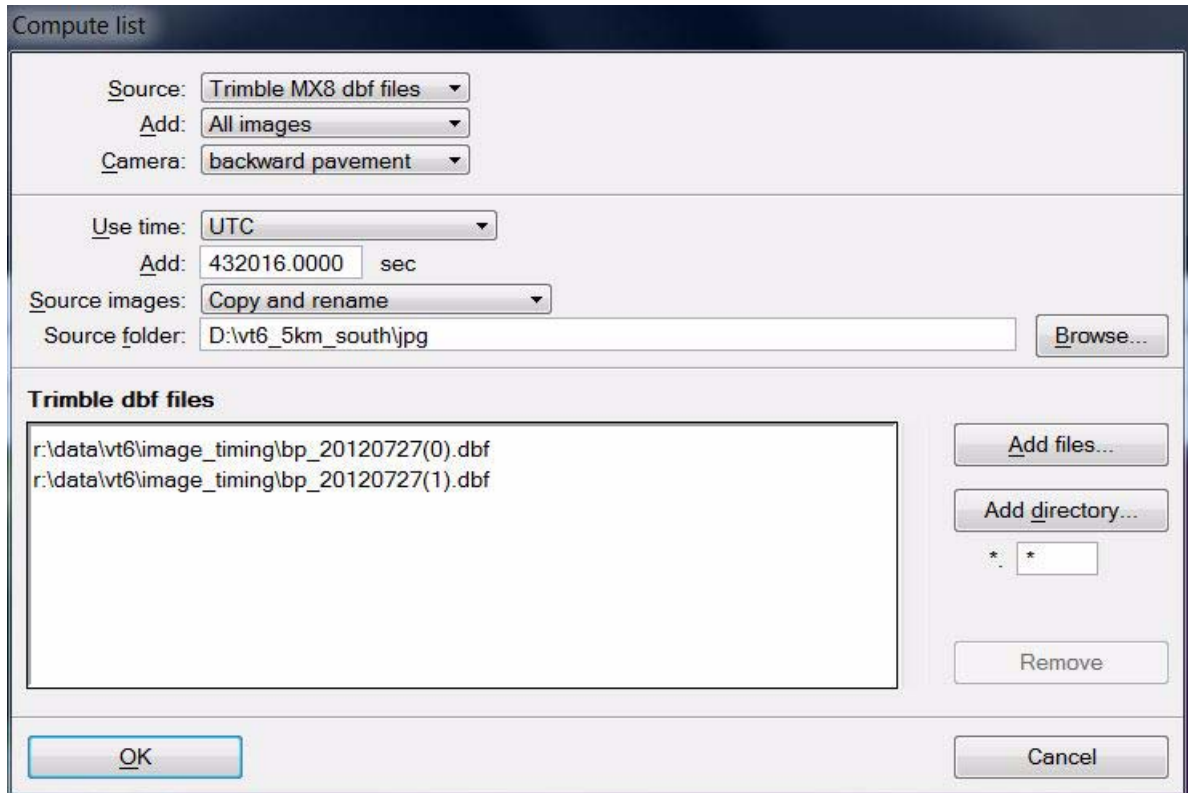 Compute list
Source: Trimble MX8 dbf files
Add: All images
Camera: backward pavement
Use time: UTC
Add: 432016.0000 sec
Source images: Copy and rename
Source folder: D:\vt6_5km_south\jpg Browse...
Trimble dbf files
r:\data\vt6\image_timing\bp_20120727(0).dbf
r:\data\vt6\image_timing\bp_20120727(1).dbf
Add files...
Add directory...
*. *
Remove
OK Cancel